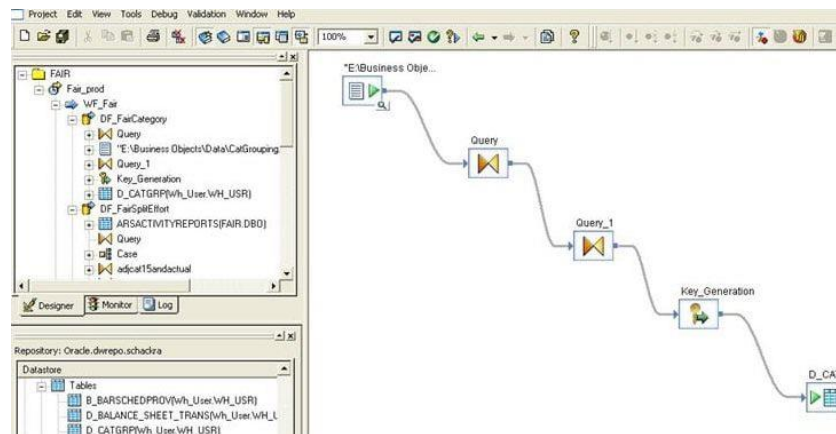 Project Edit View Tools Debug Validation Window Help
100%
FAIR
Fair_prod
WF_Fair
DF_FairCategory
Query
"E:\Business Objects\Data\CatGrouping.
Query_1
Key_Generation
D_CATGRP(Wh_User.WH_USR)
DF_FairSplitEffort
ARSACTIVITYREPORTS(FAIR.DBO)
Query
Case
adjcat15andactual
Designer Monitor Log
Repository: Oracle.dwrepo.schackra
Datastore
Tables
B_BARSCHEDPROV(Wh_User.WH_USR)
D_BALANCE_SHEET_TRANS(Wh_User.WH_U
D_CATGRP(Wh_User.WH_USR)
"E:\Business Obje...
Query
Query_1
Key_Generation
D_CA